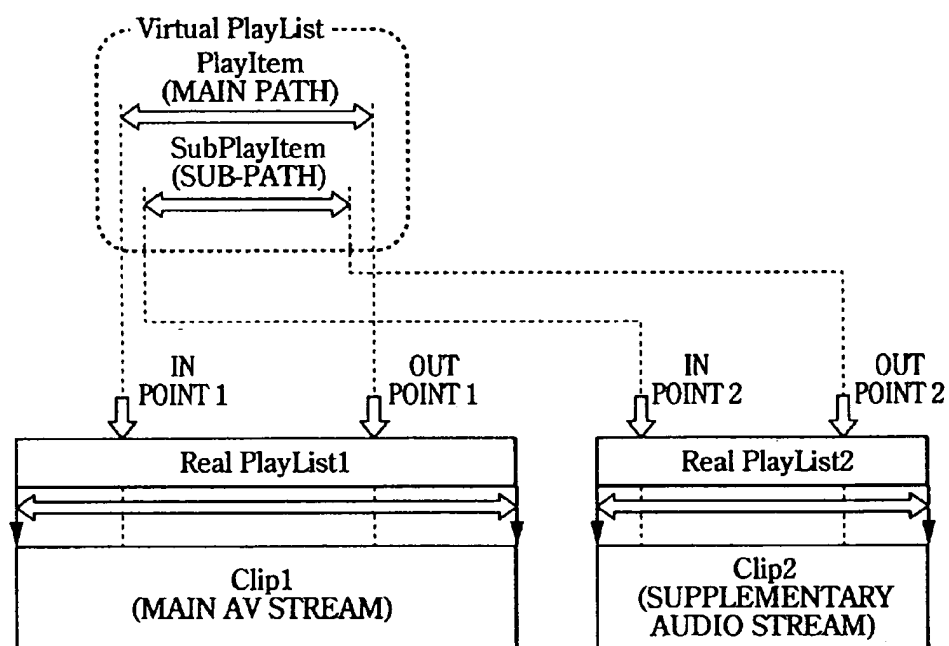 Virtual PlayList
PlayItem
(MAIN PATH)
SubPlayItem
(SUB-PATH)
IN
POINT 1
OUT
POINT 1
IN
POINT 2
OUT
POINT 2
Real PlayList1
Real PlayList2
Clip1
(MAIN AV STREAM)
Clip2
(SUPPLEMENTARY
AUDIO STREAM)